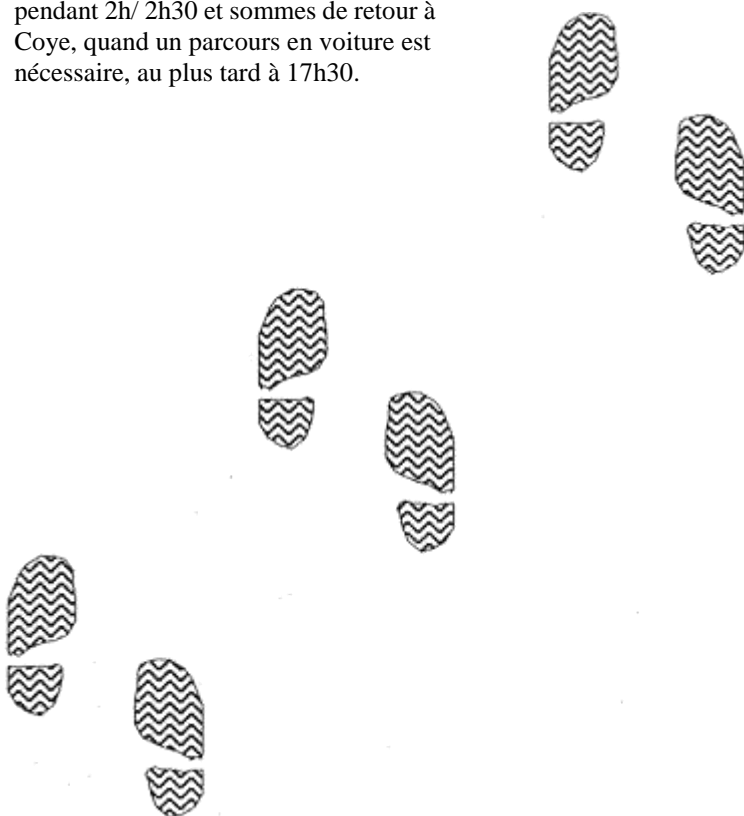 pendant 2h/ 2h30 et sommes de retour à
Coye, quand un parcours en voiture est
nécessaire, au plus tard à 17h30.